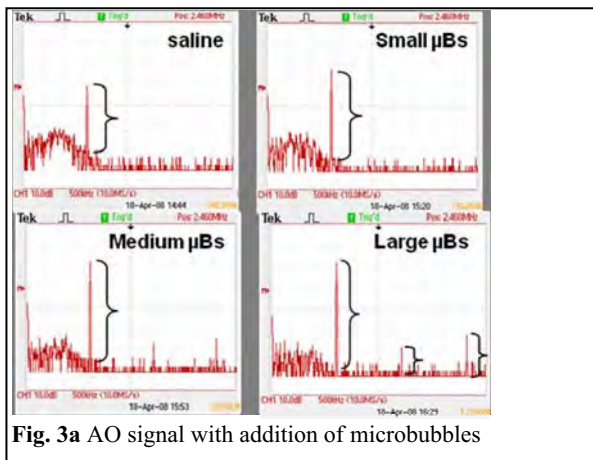 Tek Trig'd Pos: 2.460MHz
saline
CH1 10.0dB 500kHz (10.0MS/s)
18-Apr-08 14:44
Tek Trig'd Pos: 2.460MHz
Small µBs
CH1 10.0dB 500kHz (10.0MS/s)
18-Apr-08 15:20
Tek Trig'd Pos: 2.460MHz
Medium µBs
CH1 10.0dB 500kHz (10.0MS/s)
18-Apr-08 15:53
Tek Trig'd Pos: 2.460MHz
Large µBs
CH1 10.0dB 500kHz (10.0MS/s)
18-Apr-08 16:29
Fig. 3a AO signal with addition of microbubbles